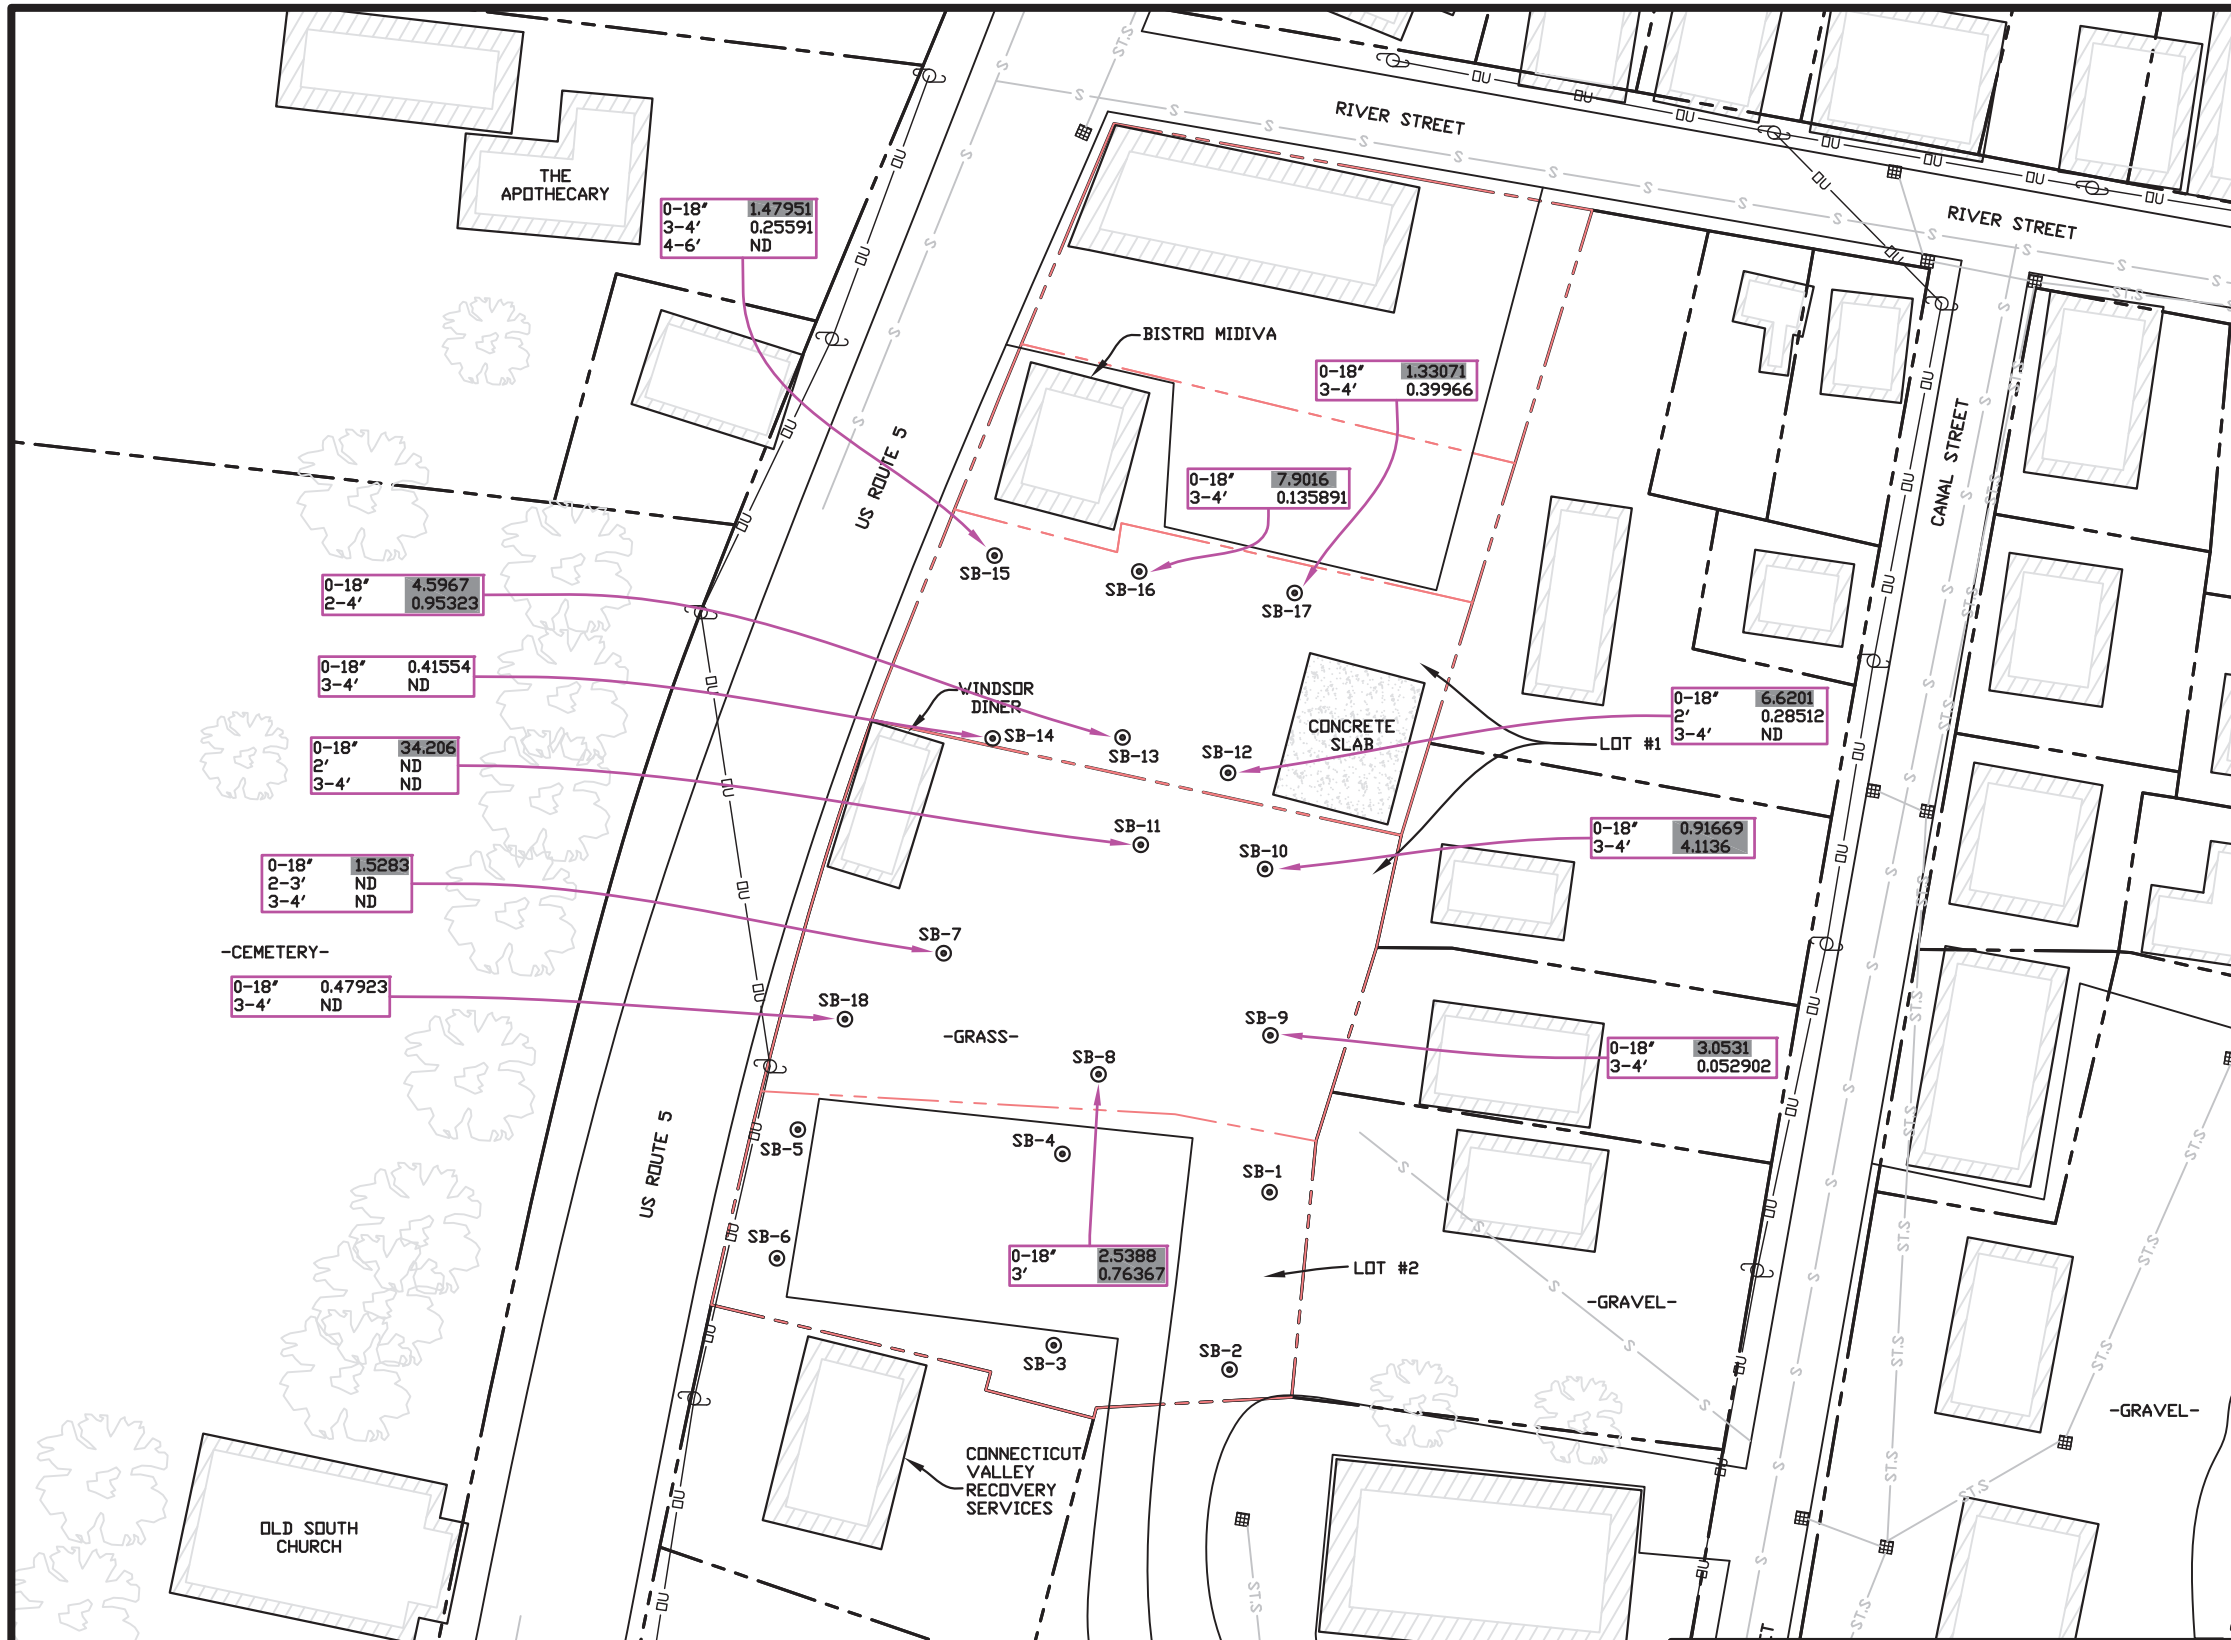 RIVER STREET
RIVER STREET
THE
APOTHECARY
0-18" 1.47951
3-4' 0.25591
4-6' ND
BISTRO MIDIVA
0-18" 1.33071
3-4' 0.39966
0-18" 7.9016
3-4' 0.135891
US ROUTE 5
CANAL STREET
SB-15
SB-16
SB-17
0-18" 4.5967
2-4' 0.95323
0-18" 0.41554
3-4' ND
WINDSOR
DINER
SB-14
SB-13
SB-12
CONCRETE
SLAB
LOT #1
0-18" 6.6201
2' 0.28512
3-4' ND
0-18" 34.206
2' ND
3-4' ND
SB-11
SB-10
0-18" 0.91669
3-4' 4.1136
0-18" 1.5283
2-3' ND
3-4' ND
SB-7
-CEMETERY-
0-18" 0.47923
3-4' ND
SB-18
-GRASS-
SB-9
SB-8
0-18" 3.0531
3-4' 0.052902
SB-5
SB-4
SB-1
US ROUTE 5
SB-6
0-18" 2.5388
3' 0.76367
LOT #2
-GRAVEL-
SB-3
SB-2
-GRAVEL-
CONNECTICUT
VALLEY
RECOVERY
SERVICES
OLD SOUTH
CHURCH